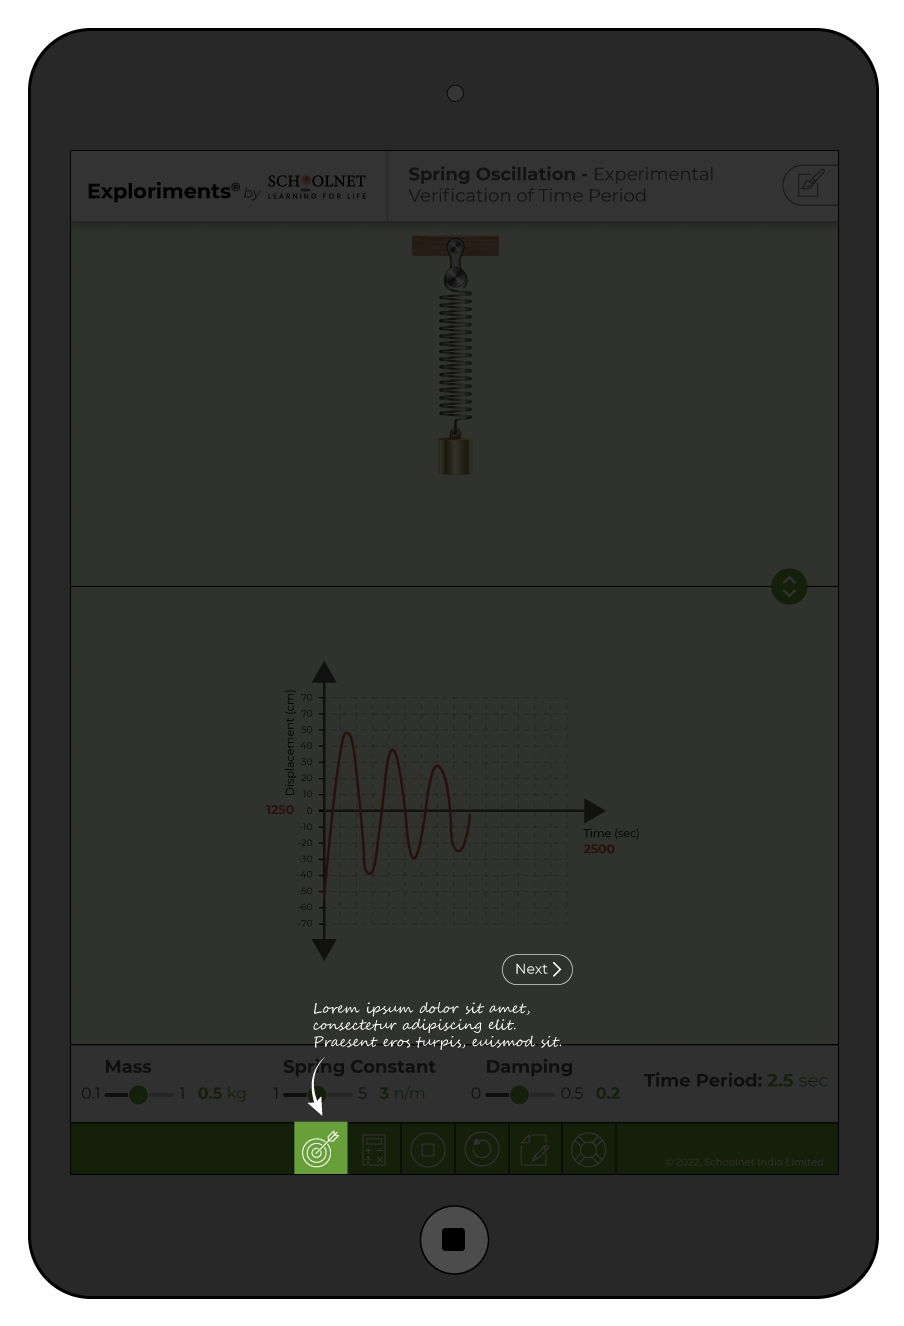 Exploriments® by SCHOOLNET
LEARNING FOR LIFE
Spring Oscillation - Experimental
Verification of Time Period
Displacement (cm)
70
70
50
40
30
20
10
1250 0
-10
-20
-30
-40
-50
-60
-70
Time (sec)
2500
Next
Lorem ipsum dolor sit amet,
consectetur adipiscing elit.
Praesent eros turpis, euismod sit.
Mass
0.1 1 0.5 kg
Spring Constant
1 5 3 n/m
Damping
0 0.5 0.2
Time Period: 2.5 sec
© 2022, Schoolnet India Limited